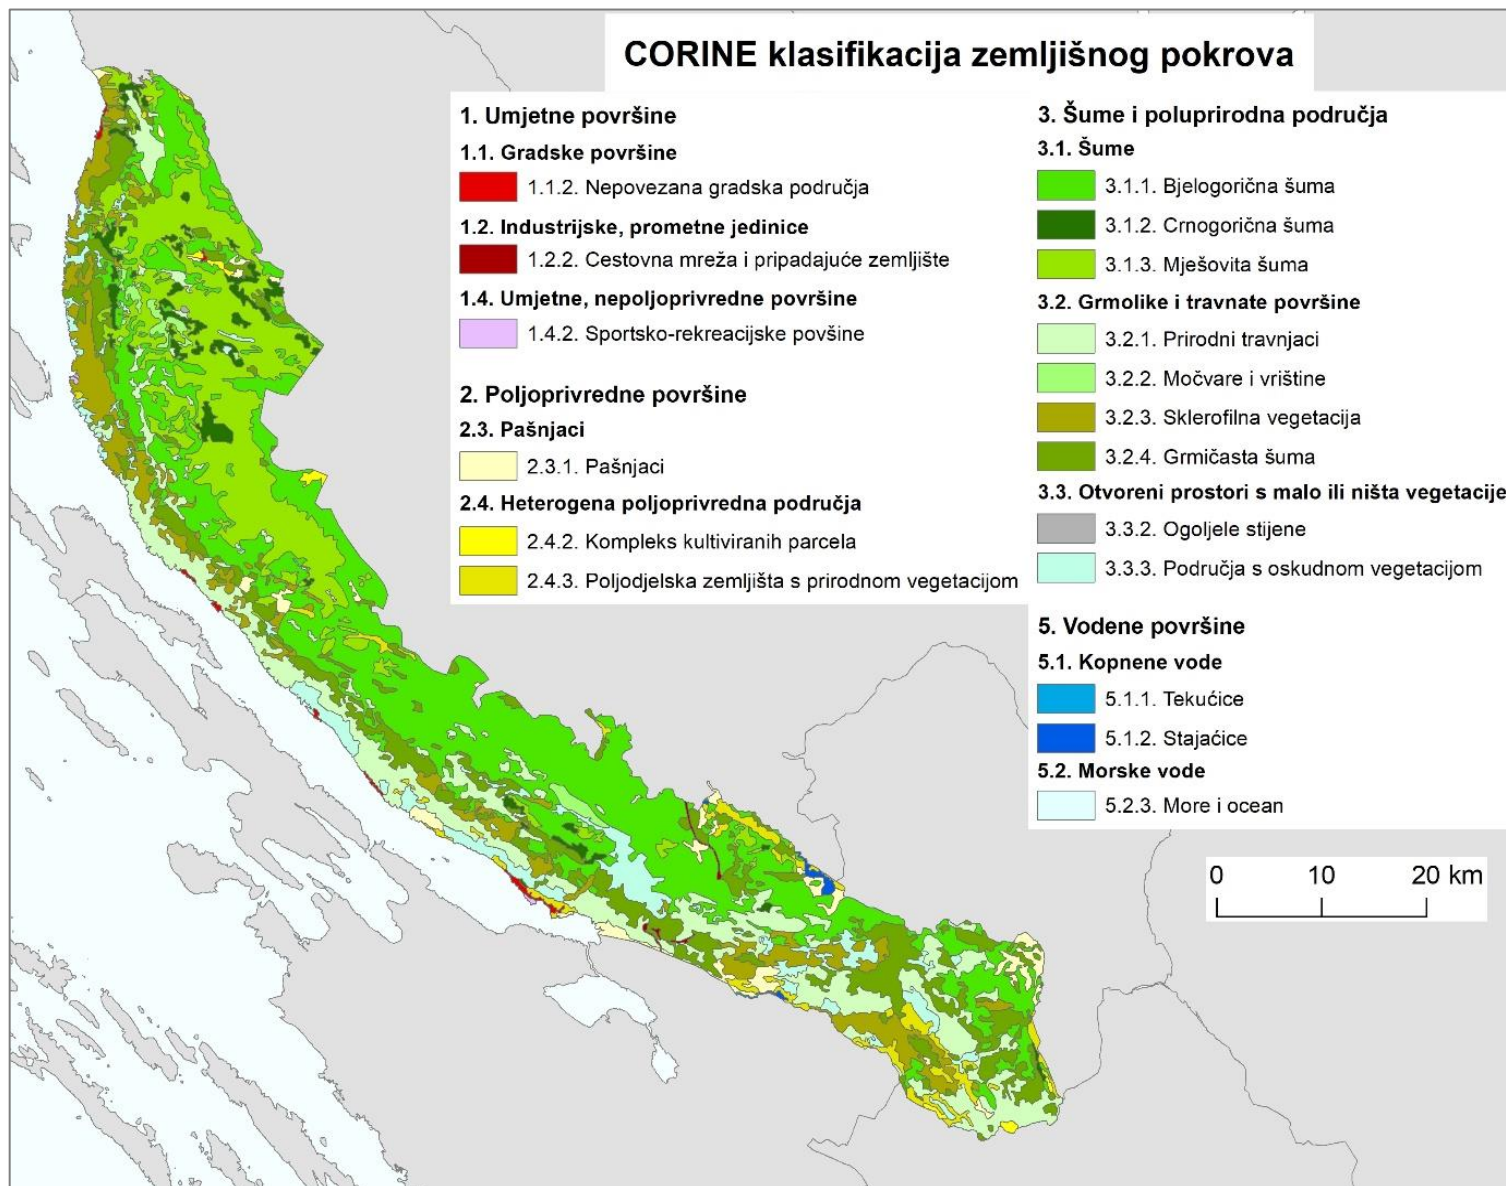 CORINE klasifikacija zemljišnog pokrova
1. Umjetne površine
1.1. Gradske površine
1.1.2. Nepovezana gradska područja
1.2. Industrijske, prometne jedinice
1.2.2. Cestovna mreža i pripadajuće zemljište
1.4. Umjetne, nepoljoprivredne površine
1.4.2. Sportsko-rekreacijske povšine
2. Poljoprivredne površine
2.3. Pašnjaci
2.3.1. Pašnjaci
2.4. Heterogena poljoprivredna područja
2.4.2. Kompleks kultiviranih parcela
2.4.3. Poljodjelska zemljišta s prirodnom vegetacijom
3. Šume i poluprirodna područja
3.1. Šume
3.1.1. Bjelogorična šuma
3.1.2. Crnogorična šuma
3.1.3. Mješovita šuma
3.2. Grmolike i travnate površine
3.2.1. Prirodni travnjaci
3.2.2. Močvare i vrištine
3.2.3. Sklerofilna vegetacija
3.2.4. Grmičasta šuma
3.3. Otvoreni prostori s malo ili ništa vegetacije
3.3.2. Ogoljele stijene
3.3.3. Područja s oskudnom vegetacijom
5. Vodene površine
5.1. Kopnene vode
5.1.1. Tekućice
5.1.2. Stajaćice
5.2. Morske vode
5.2.3. More i ocean
0 10 20 km